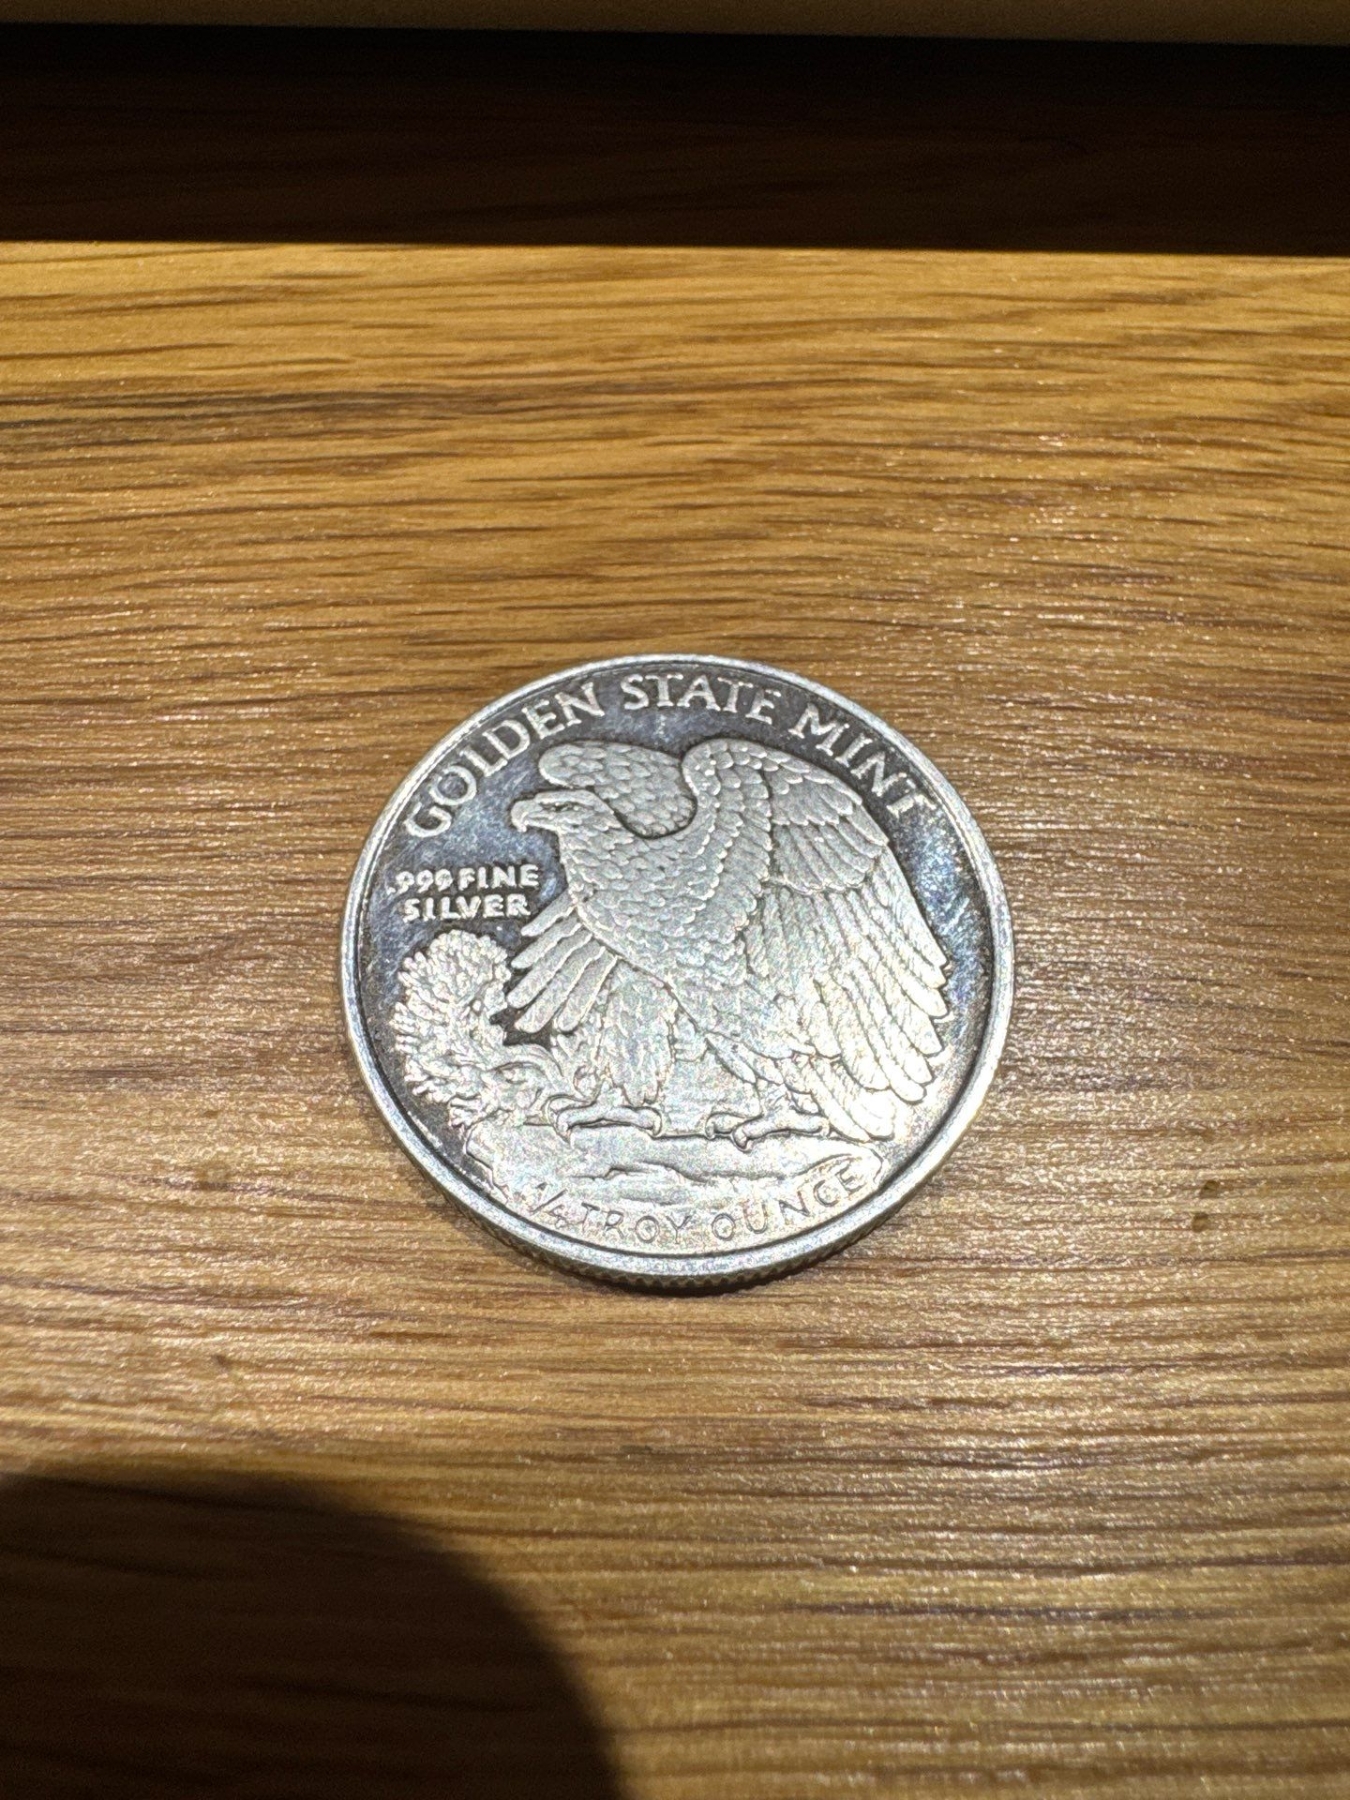 GOLDEN STATE MINT
.999 FINE
SILVER
1/4 TROY OUNCE